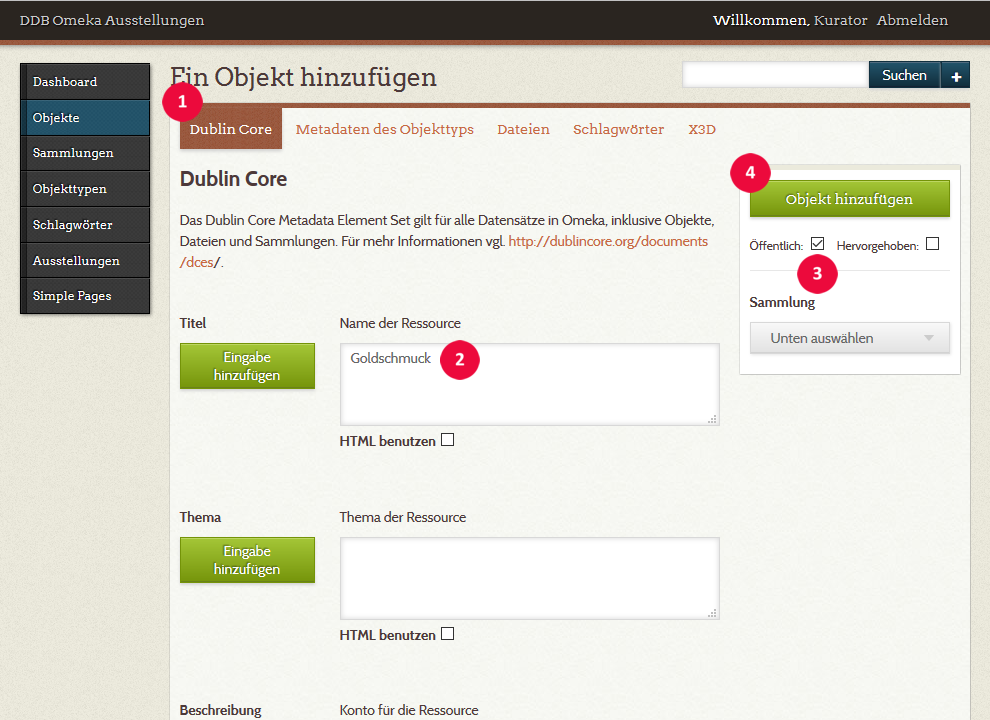 DDB Omeka Ausstellungen
Willkommen, Kurator Abmelden
Dashboard
Objekte
Sammlungen
Objekttypen
Schlagwörter
Ausstellungen
Simple Pages
Ein Objekt hinzufügen
Suchen +
1
Dublin Core Metadaten des Objekttyps Dateien Schlagwörter X3D
Dublin Core
Das Dublin Core Metadata Element Set gilt für alle Datensätze in Omeka, inklusive Objekte,
Dateien und Sammlungen. Für mehr Informationen vgl. http://dublincore.org/documents
/dces/.
Titel
Name der Ressource
Eingabe
hinzufügen
Goldschmuck 2
HTML benutzen
Thema
Thema der Ressource
Eingabe
hinzufügen
HTML benutzen
Beschreibung
Konto für die Ressource
4
Objekt hinzufügen
Öffentlich: Hervorgehoben:
3
Sammlung
Unten auswählen